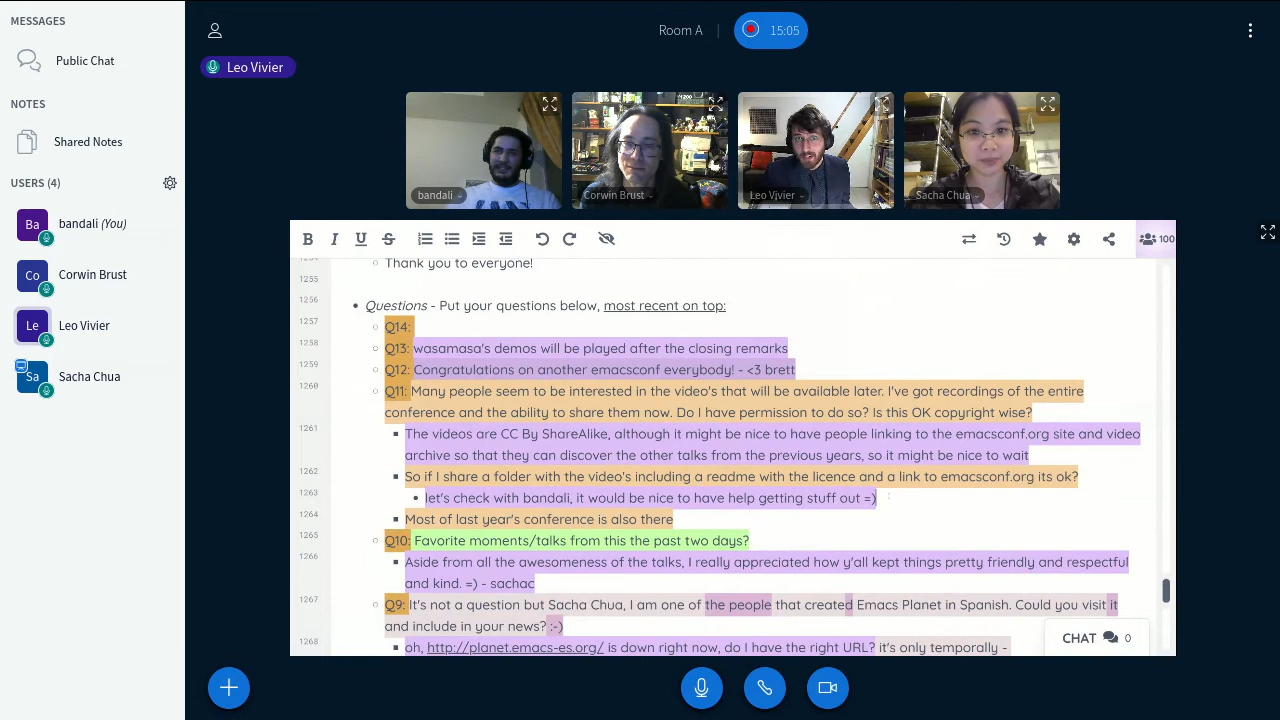 MESSAGES
Public Chat
NOTES
Shared Notes
USERS (4)
Ba
bandali (You)
Co
Corwin Brust
Le
Leo Vivier
Sa
Sacha Chua
Room A
15:05
Leo Vivier
bandali
Corwin Brust
Leo Vivier
Sacha Chua
100
Thank you to everyone!
1255
1256
Questions - Put your questions below, most recent on top:
1257
Q14:
1258
Q13: wasamasa's demos will be played after the closing remarks
1259
Q12: Congratulations on another emacsconf everybody! - <3 brett
1260
Q11: Many people seem to be interested in the video's that will be available later. I've got recordings of the entire
conference and the ability to share them now. Do I have permission to do so? Is this OK copyright wise?
1261
The videos are CC By ShareAlike, although it might be nice to have people linking to the emacsconf.org site and video
archive so that they can discover the other talks from the previous years, so it might be nice to wait
1262
So if I share a folder with the video's including a readme with the licence and a link to emacsconf.org its ok?
1263
let's check with bandali, it would be nice to have help getting stuff out =)
1264
Most of last year's conference is also there
1265
Q10: Favorite moments/talks from this the past two days?
1266
Aside from all the awesomeness of the talks, I really appreciated how y'all kept things pretty friendly and respectful
and kind. =) - sachac
1267
Q9: It's not a question but Sacha Chua, I am one of the people that created Emacs Planet in Spanish. Could you visit it
and include in your news? :-)
1268
oh, http://planet.emacs-es.org/ is down right now, do I have the right URL? it's only temporally -
CHAT 0